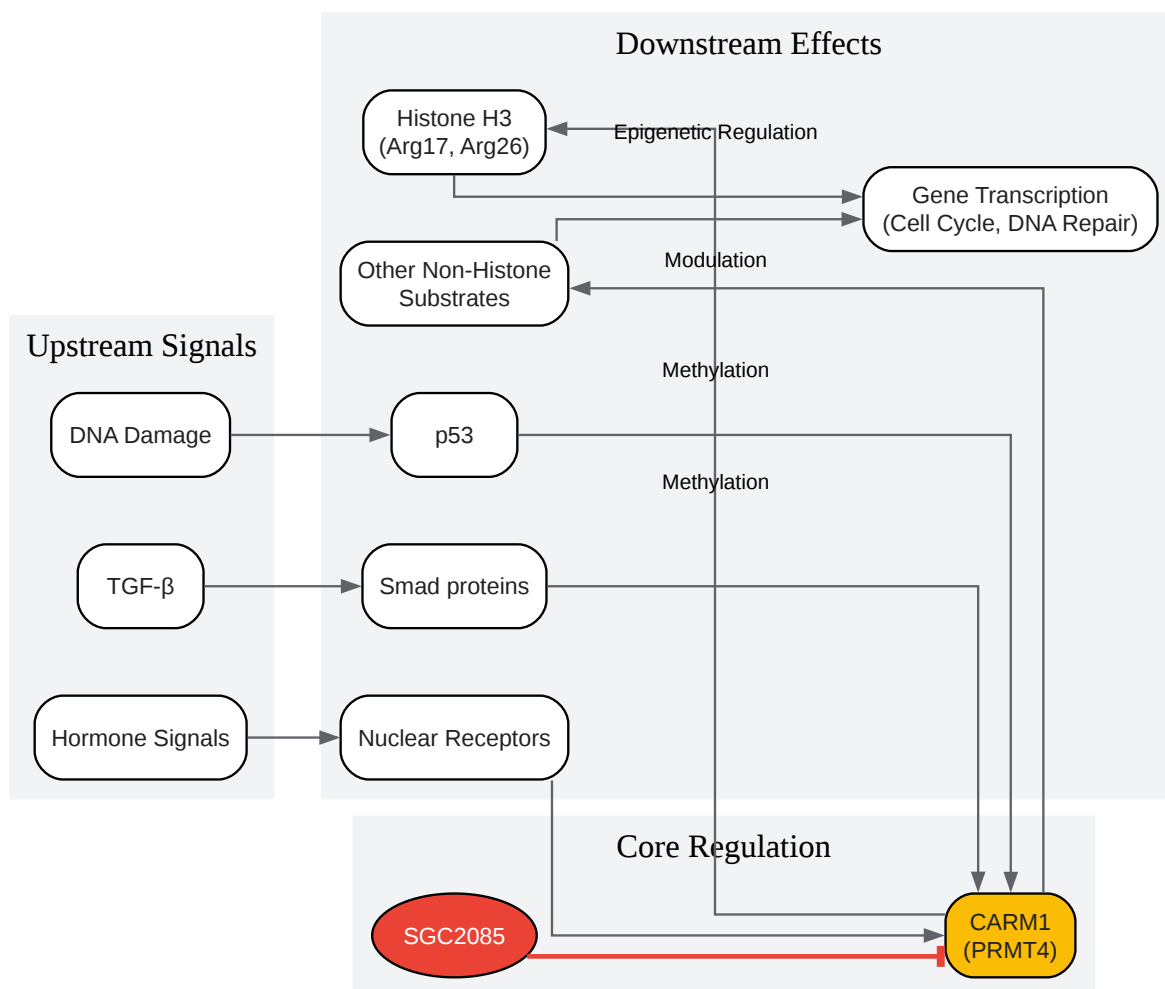 Downstream Effects
Histone H3
(Arg17, Arg26)
Epigenetic Regulation
Gene Transcription
(Cell Cycle, DNA Repair)
Other Non-Histone
Substrates
Modulation
Upstream Signals
Methylation
DNA Damage
p53
Methylation
TGF-β
Smad proteins
Hormone Signals
Nuclear Receptors
Core Regulation
SGC2085
CARM1
(PRMT4)